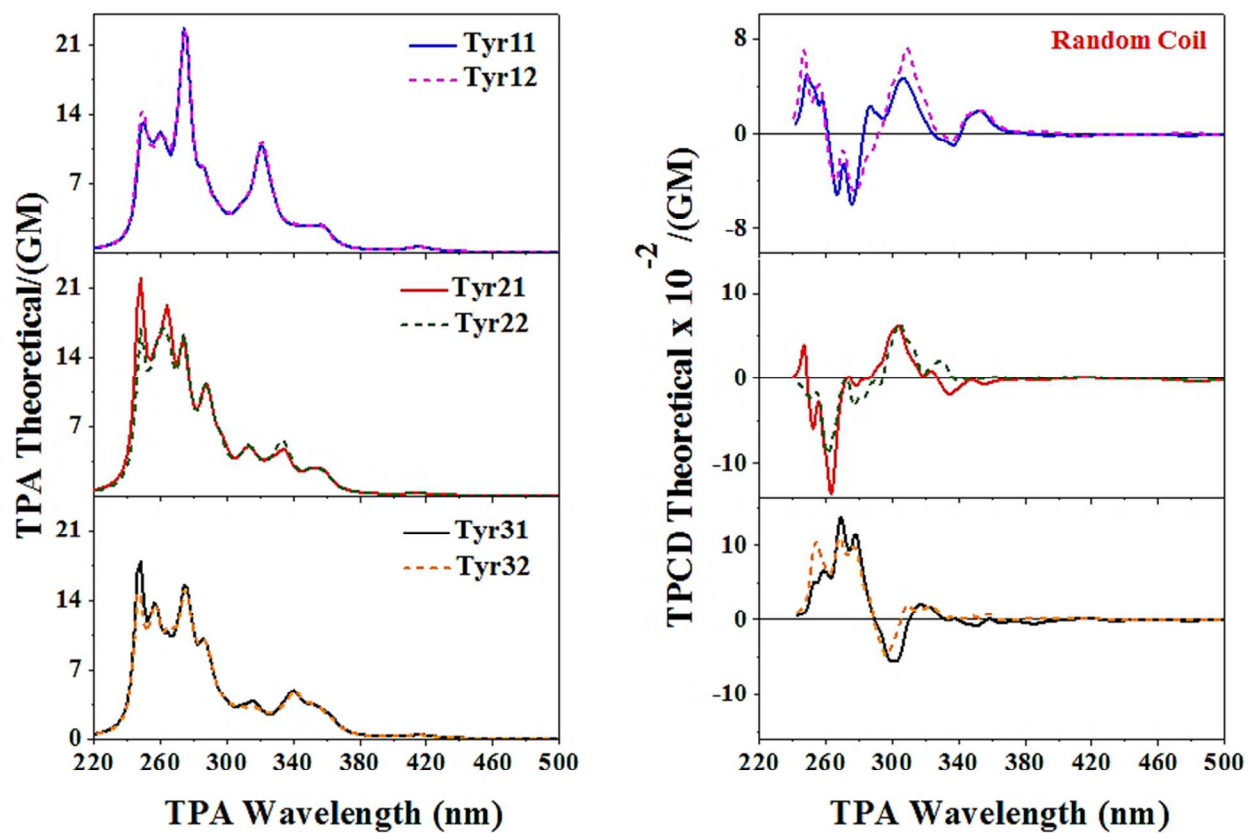 TPA Theoretical/(GM)
21
14
7
Tyr11
Tyr12
21
14
7
Tyr21
Tyr22
21
14
7
0
Tyr31
Tyr32
220 260 300 340 380 420 460 500
TPA Wavelength (nm)
TPCD Theoretical x 10⁻² /(GM)
8
0
-8
Random Coil
10
0
-10
10
0
-10
220 260 300 340 380 420 460 500
TPA Wavelength (nm)